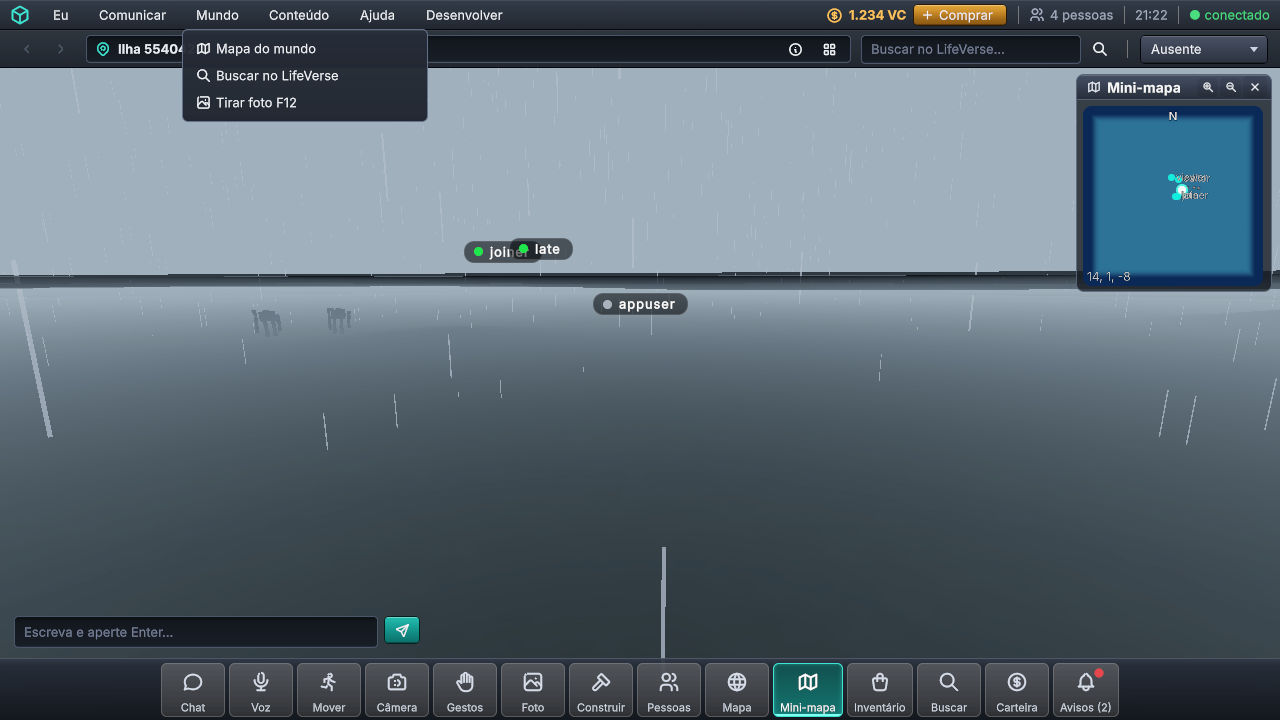 Eu Comunicar Mundo Conteúdo Ajuda Desenvolver 1.234 VC + Comprar 4 pessoas 21:22 conectado
Ilha 5540 Buscar no LifeVerse... Ausente
Mapa do mundo
Buscar no LifeVerse
Tirar foto F12
Mini-mapa
N
14, 1, -8
late
appuser
Escreva e aperte Enter...
Chat Voz Mover Câmera Gestos Foto Construir Pessoas Mapa Mini-mapa Inventário Buscar Carteira Avisos (2)